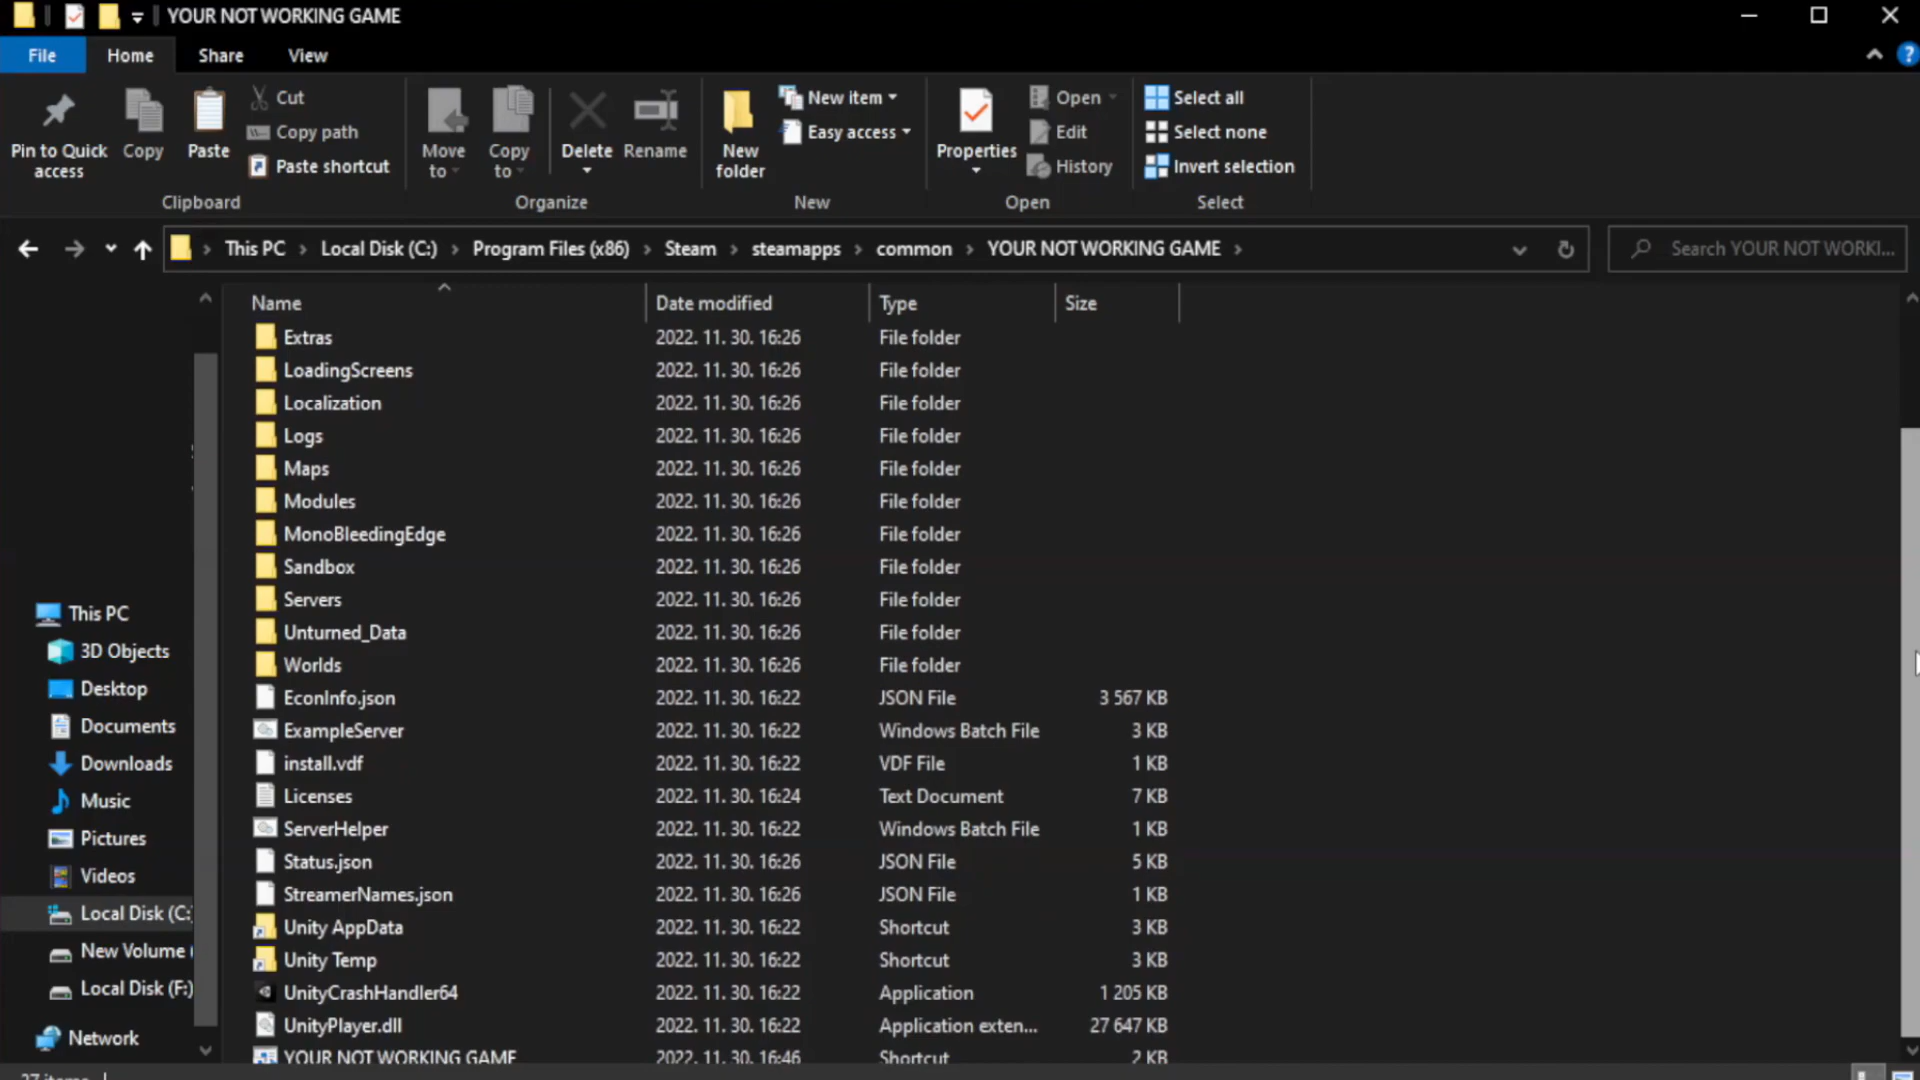 YOUR NOT WORKING GAME
File Home Share View
Pin to Quick access
Copy
Paste
Cut
Copy path
Paste shortcut
Clipboard
Move to
Copy to
Delete
Rename
Organize
New folder
New item
Easy access
New
Properties
Open
Edit
History
Open
Select all
Select none
Invert selection
Select
This PC Local Disk (C:) Program Files (x86) Steam steamapps common YOUR NOT WORKING GAME
Search YOUR NOT WORKI...
Name Date modified Type Size
Extras 2022. 11. 30. 16:26 File folder
LoadingScreens 2022. 11. 30. 16:26 File folder
Localization 2022. 11. 30. 16:26 File folder
Logs 2022. 11. 30. 16:26 File folder
Maps 2022. 11. 30. 16:26 File folder
Modules 2022. 11. 30. 16:26 File folder
MonoBleedingEdge 2022. 11. 30. 16:26 File folder
Sandbox 2022. 11. 30. 16:26 File folder
Servers 2022. 11. 30. 16:26 File folder
Unturned_Data 2022. 11. 30. 16:26 File folder
Worlds 2022. 11. 30. 16:26 File folder
EconInfo.json 2022. 11. 30. 16:22 JSON File 3 567 KB
ExampleServer 2022. 11. 30. 16:22 Windows Batch File 3 KB
install.vdf 2022. 11. 30. 16:22 VDF File 1 KB
Licenses 2022. 11. 30. 16:24 Text Document 7 KB
ServerHelper 2022. 11. 30. 16:22 Windows Batch File 1 KB
Status.json 2022. 11. 30. 16:26 JSON File 5 KB
StreamerNames.json 2022. 11. 30. 16:22 JSON File 1 KB
Unity AppData 2022. 11. 30. 16:22 Shortcut 3 KB
Unity Temp 2022. 11. 30. 16:22 Shortcut 3 KB
UnityCrashHandler64 2022. 11. 30. 16:22 Application 1 205 KB
UnityPlayer.dll 2022. 11. 30. 16:22 Application exten... 27 647 KB
YOUR NOT WORKING GAME 2022. 11. 30. 16:46 Shortcut 2 KB
This PC
3D Objects
Desktop
Documents
Downloads
Music
Pictures
Videos
Local Disk (C:)
New Volume (
Local Disk (F:)
Network
27 items